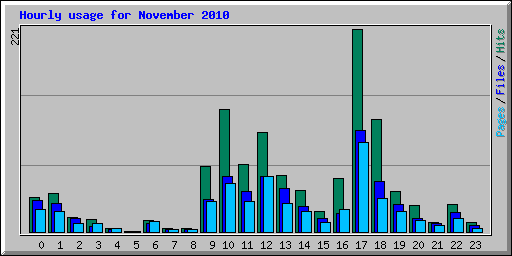 Hourly usage for November 2010
221
Pages/Files/Hits
0 1 2 3 4 5 6 7 8 9 10 11 12 13 14 15 16 17 18 19 20 21 22 23